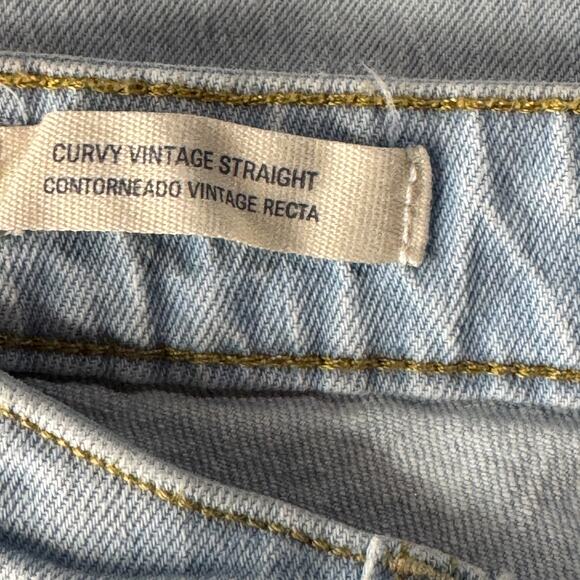 CURVY VINTAGE STRAIGHT
CONTORNEADO VINTAGE RECTA